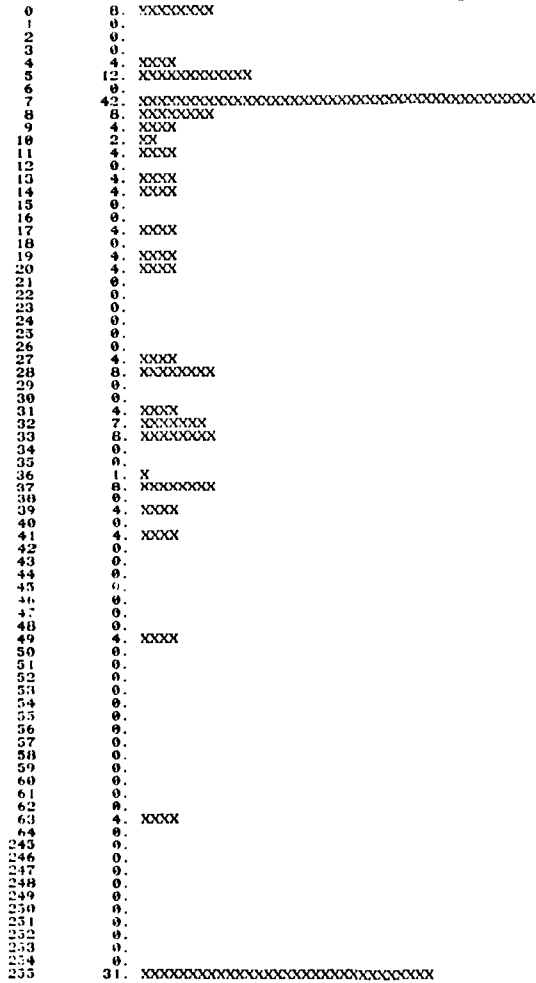 0 8. XXXXXXXX
1 0.
2 0.
3 0.
4 4. XXXX
5 12. XXXXXXXXXXXX
6 0.
7 42. XXXXXXXXXXXXXXXXXXXXXXXXXXXXXXXXXXXXXXXXXX
8 8. XXXXXXXX
9 4. XXXX
10 2. XX
11 4. XXXX
12 0.
13 4. XXXX
14 4. XXXX
15 0.
16 0.
17 4. XXXX
18 0.
19 4. XXXX
20 4. XXXX
21 0.
22 0.
23 0.
24 0.
25 0.
26 0.
27 4. XXXX
28 8. XXXXXXXX
29 0.
30 0.
31 4. XXXX
32 7. XXXXXXX
33 8. XXXXXXXX
34 0.
35 0.
36 1. X
37 8. XXXXXXXX
38 0.
39 4. XXXX
40 0.
41 4. XXXX
42 0.
43 0.
44 0.
45 0.
46 0.
47 0.
48 0.
49 4. XXXX
50 0.
51 0.
52 0.
53 0.
54 0.
55 0.
56 0.
57 0.
58 0.
59 0.
60 0.
61 0.
62 0.
63 4. XXXX
64 0.
245 0.
246 0.
247 0.
248 0.
249 0.
250 0.
251 0.
252 0.
253 0.
254 0.
255 31. XXXXXXXXXXXXXXXXXXXXXXXXXXXXXXX